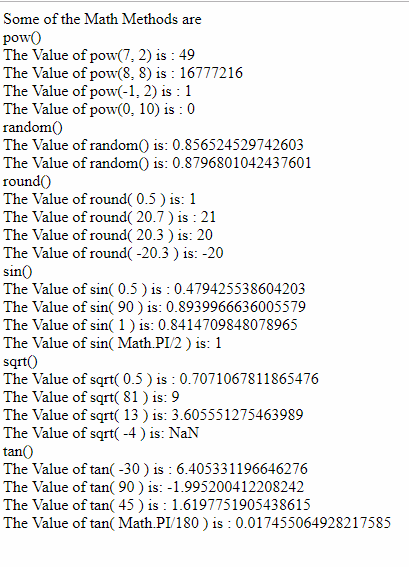 Some of the Math Methods are
pow()
The Value of pow(7, 2) is : 49
The Value of pow(8, 8) is : 16777216
The Value of pow(-1, 2) is : 1
The Value of pow(0, 10) is : 0
random()
The Value of random() is: 0.856524529742603
The Value of random() is: 0.8796801042437601
round()
The Value of round( 0.5 ) is: 1
The Value of round( 20.7 ) is : 21
The Value of round( 20.3 ) is: 20
The Value of round( -20.3 ) is: -20
sin()
The Value of sin( 0.5 ) is : 0.479425538604203
The Value of sin( 90 ) is: 0.8939966636005579
The Value of sin( 1 ) is: 0.8414709848078965
The Value of sin( Math.PI/2 ) is: 1
sqrt()
The Value of sqrt( 0.5 ) is : 0.7071067811865476
The Value of sqrt( 81 ) is: 9
The Value of sqrt( 13 ) is: 3.605551275463989
The Value of sqrt( -4 ) is: NaN
tan()
The Value of tan( -30 ) is : 6.405331196646276
The Value of tan( 90 ) is: -1.995200412208242
The Value of tan( 45 ) is : 1.6197751905438615
The Value of tan( Math.PI/180 ) is : 0.017455064928217585